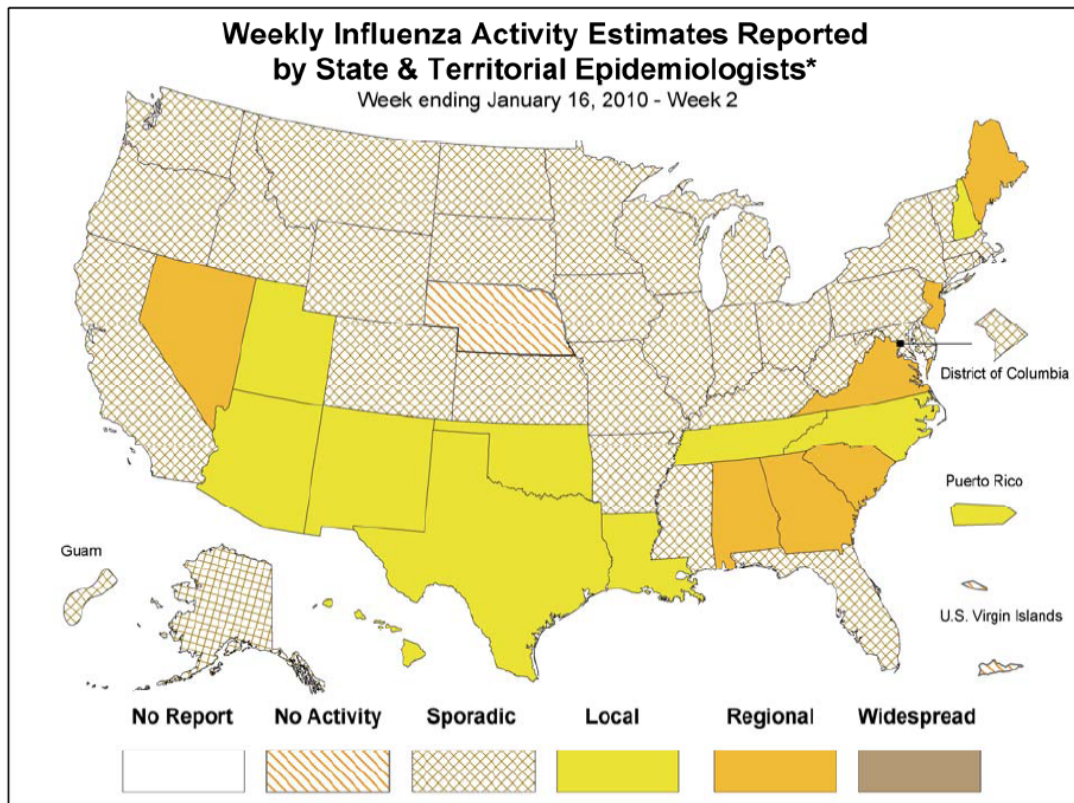 Weekly Influenza Activity Estimates Reported
by State & Territorial Epidemiologists*
Week ending January 16, 2010 - Week 2
District of Columbia
Puerto Rico
Guam
U.S. Virgin Islands
No Report No Activity Sporadic Local Regional Widespread